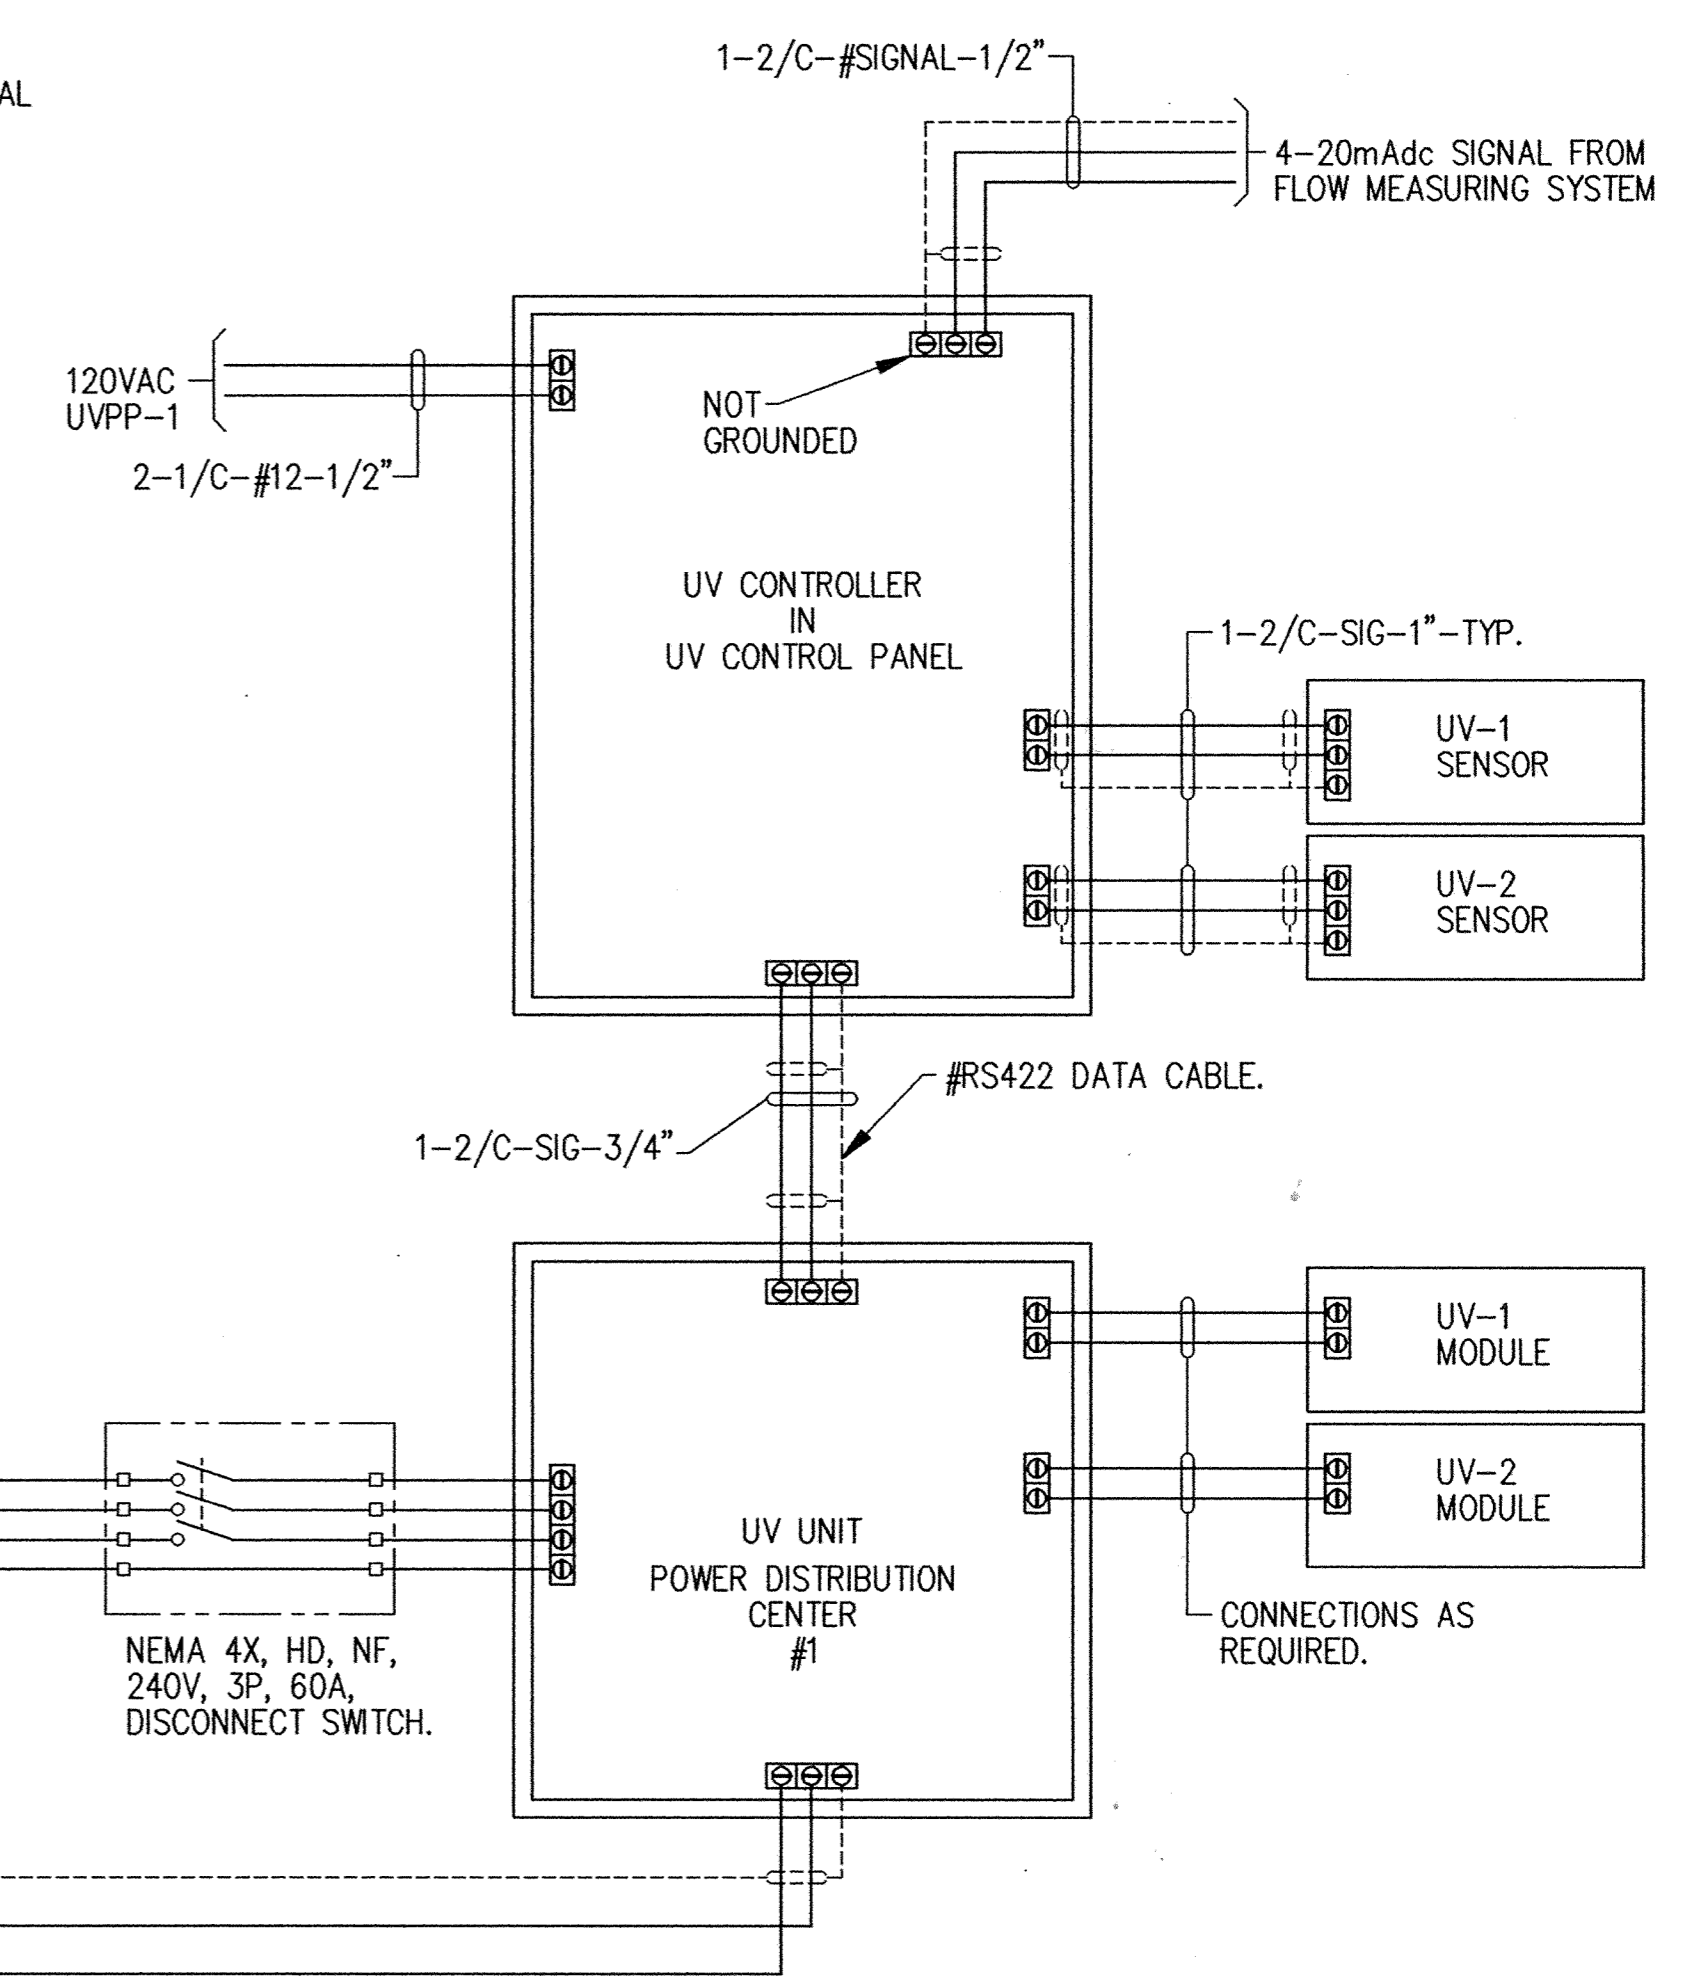 1-2/C-#SIGNAL-1/2"
AL
4-20mAdc SIGNAL FROM
FLOW MEASURING SYSTEM
120VAC
UVPP-1
2-1/C-#12-1/2"
NOT
GROUNDED
UV CONTROLLER
IN
UV CONTROL PANEL
1-2/C-SIG-1"-TYP.
UV-1
SENSOR
UV-2
SENSOR
#RS422 DATA CABLE.
1-2/C-SIG-3/4"
UV-1
MODULE
UV-2
MODULE
UV UNIT
POWER DISTRIBUTION
CENTER
#1
CONNECTIONS AS
REQUIRED.
NEMA 4X, HD, NF,
240V, 3P, 60A,
DISCONNECT SWITCH.